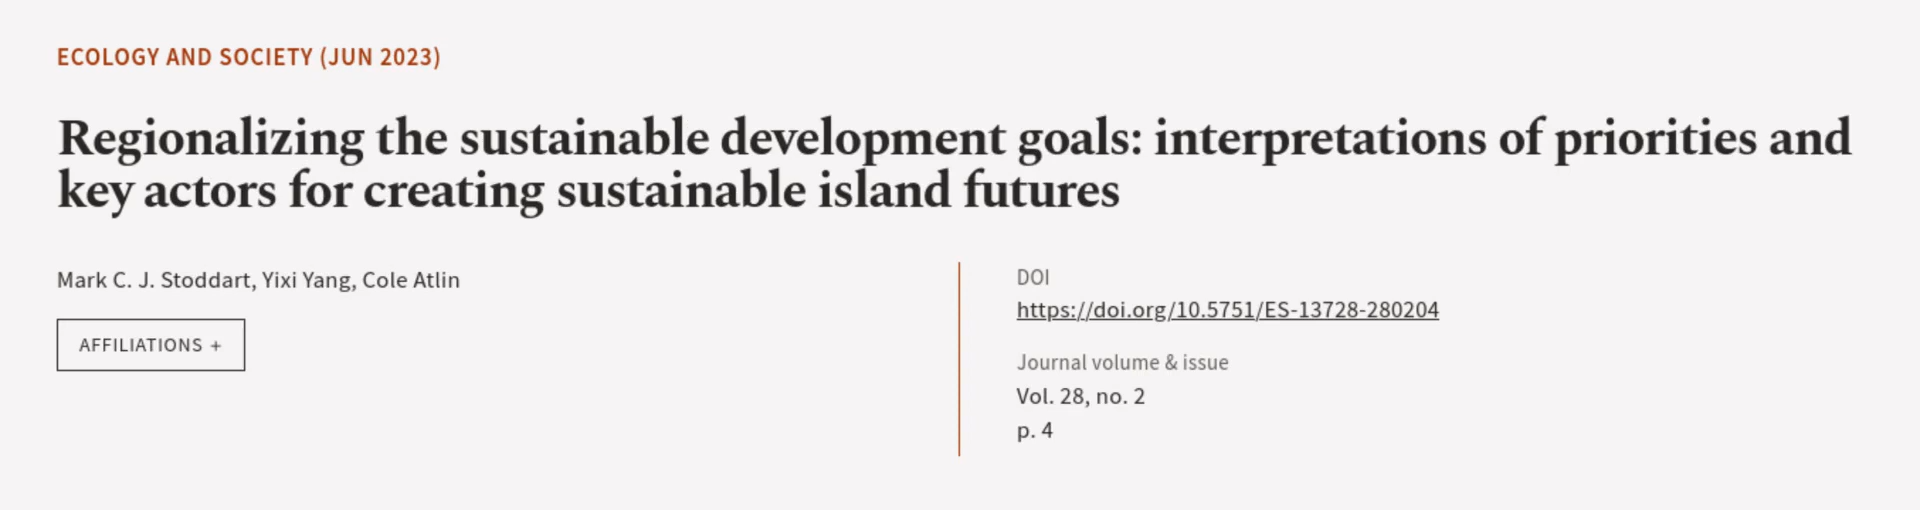 ECOLOGY AND SOCIETY (JUN 2023)
Regionalizing the sustainable development goals: interpretations of priorities and
key actors for creating sustainable island futures
Mark C. J. Stoddart, Yixi Yang, Cole Atlin
AFFILIATIONS +
DOI
https://doi.org/10.5751/ES-13728-280204
Journal volume & issue
Vol. 28, no. 2
p. 4